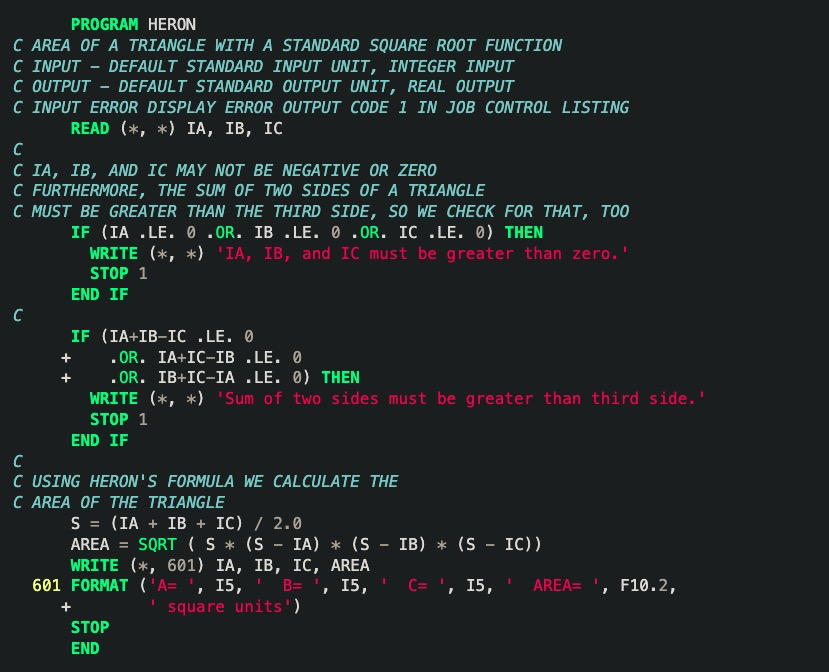 PROGRAM HERON
C AREA OF A TRIANGLE WITH A STANDARD SQUARE ROOT FUNCTION
C INPUT - DEFAULT STANDARD INPUT UNIT, INTEGER INPUT
C OUTPUT - DEFAULT STANDARD OUTPUT UNIT, REAL OUTPUT
C INPUT ERROR DISPLAY ERROR OUTPUT CODE 1 IN JOB CONTROL LISTING
      READ (*, *) IA, IB, IC
C
C IA, IB, AND IC MAY NOT BE NEGATIVE OR ZERO
C FURTHERMORE, THE SUM OF TWO SIDES OF A TRIANGLE
C MUST BE GREATER THAN THE THIRD SIDE, SO WE CHECK FOR THAT, TOO
      IF (IA .LE. 0 .OR. IB .LE. 0 .OR. IC .LE. 0) THEN
        WRITE (*, *) 'IA, IB, and IC must be greater than zero.'
        STOP 1
      END IF
C
      IF (IA+IB-IC .LE. 0
     +    .OR. IA+IC-IB .LE. 0
     +    .OR. IB+IC-IA .LE. 0) THEN
        WRITE (*, *) 'Sum of two sides must be greater than third side.'
        STOP 1
      END IF
C
C USING HERON'S FORMULA WE CALCULATE THE
C AREA OF THE TRIANGLE
      S = (IA + IB + IC) / 2.0
      AREA = SQRT ( S * (S - IA) * (S - IB) * (S - IC))
      WRITE (*, 601) IA, IB, IC, AREA
  601 FORMAT ('A= ', I5, '  B= ', I5, '  C= ', I5, '  AREA= ', F10.2,
     +        ' square units')
      STOP
      END